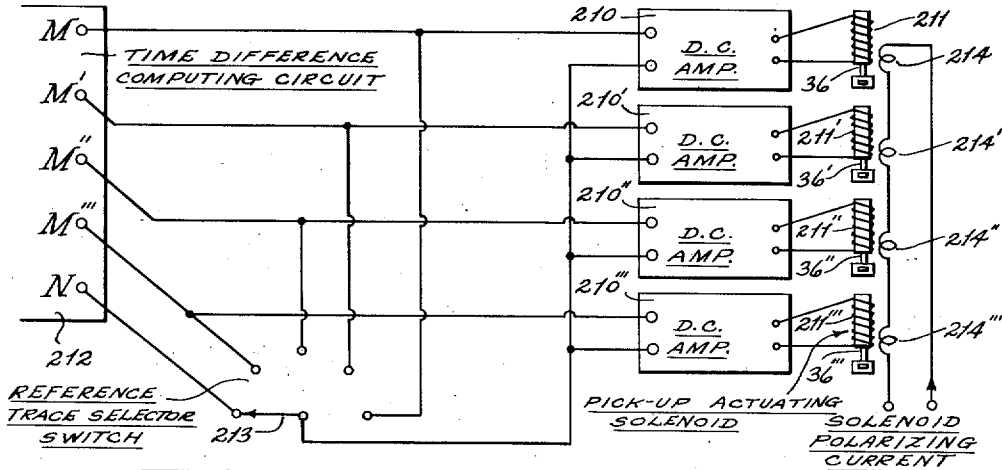 M
TIME DIFFERENCE
COMPUTING CIRCUIT
M'
M"
M'''
N
212
REFERENCE
TRACE SELECTOR
SWITCH
213
210
D.C.
AMP.
211
36
214
210'
D.C.
AMP.
211'
36'
214'
210"
D.C.
AMP.
211"
36"
214"
210'''
D.C.
AMP.
211'''
36'''
214'''
PICK-UP ACTUATING
SOLENOID
SOLENOID
POLARIZING
CURRENT